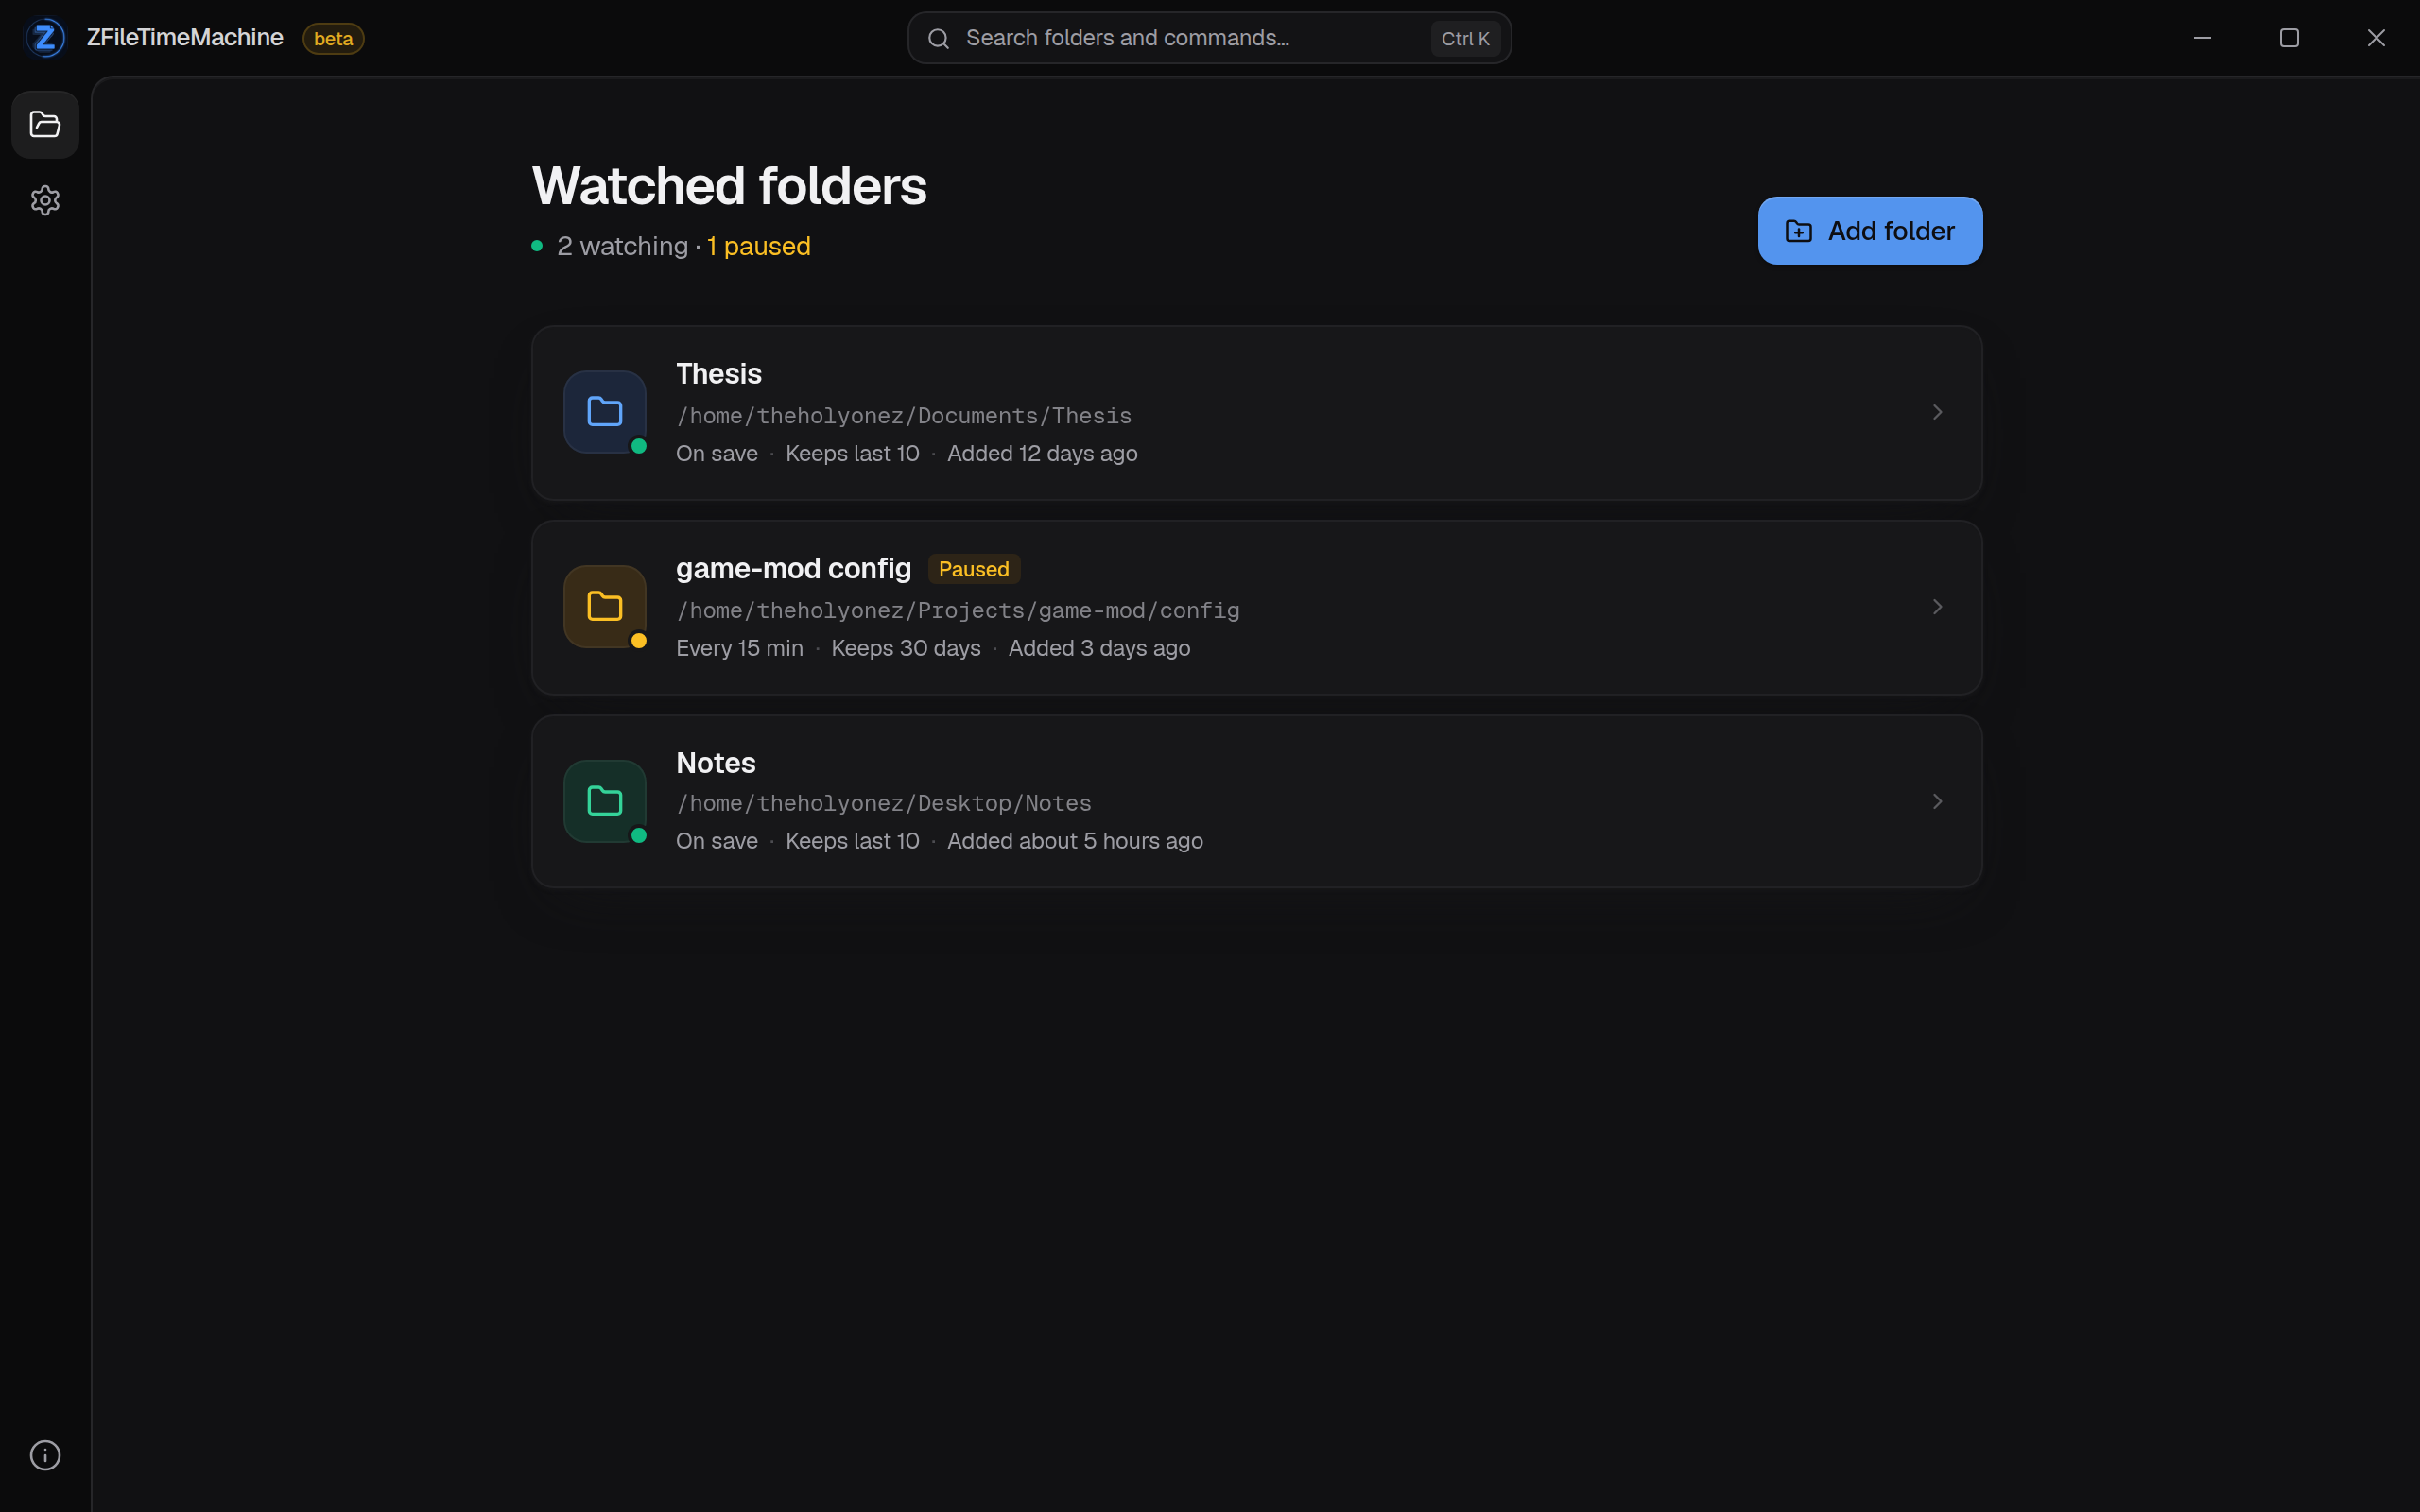 ZFileTimeMachine beta
Search folders and commands... Ctrl K
Watched folders
2 watching · 1 paused
Add folder
Thesis
/home/theholyonez/Documents/Thesis
On save · Keeps last 10 · Added 12 days ago
game-mod config Paused
/home/theholyonez/Projects/game-mod/config
Every 15 min · Keeps 30 days · Added 3 days ago
Notes
/home/theholyonez/Desktop/Notes
On save · Keeps last 10 · Added about 5 hours ago